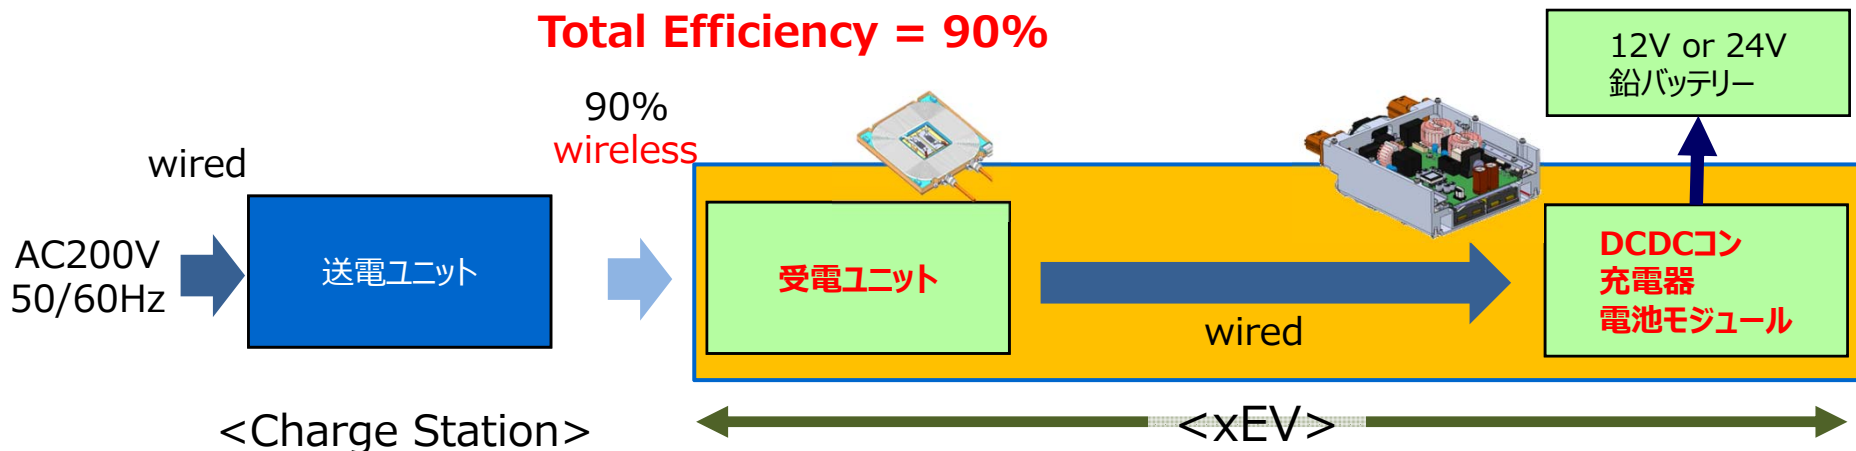 Total Efficiency = 90%
12V or 24V
鉛バッテリー
90%
wireless
wired
AC200V
50/60Hz
送電ユニット
受電ユニット
wired
DCDCコン
充電器
電池モジュール
<Charge Station>
<xEV>